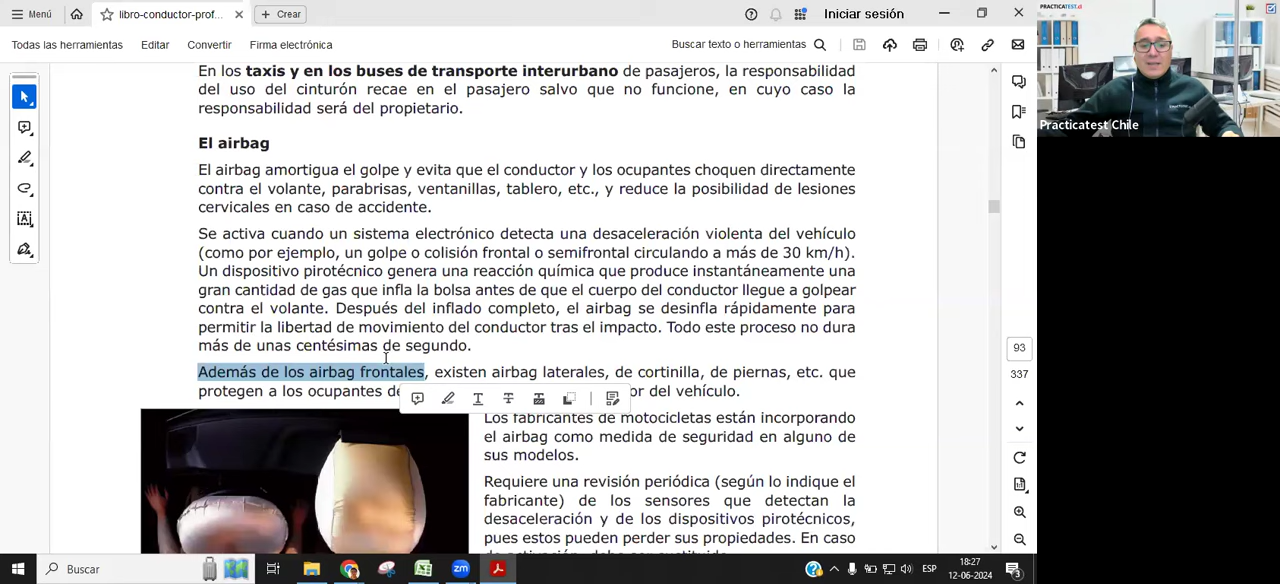 Menú
libro-conductor-prof...
Crear
Iniciar sesión
PRACTICATEST.cl
Todas las herramientas
Editar
Convertir
Firma electrónica
Buscar texto o herramientas
En los taxis y en los buses de transporte interurbano de pasajeros, la responsabilidad
del uso del cinturón recae en el pasajero salvo que no funcione, en cuyo caso la
responsabilidad será del propietario.
Practicatest Chile
El airbag
El airbag amortigua el golpe y evita que el conductor y los ocupantes choquen directamente
contra el volante, parabrisas, ventanillas, tablero, etc., y reduce la posibilidad de lesiones
cervicales en caso de accidente.
Se activa cuando un sistema electrónico detecta una desaceleración violenta del vehículo
(como por ejemplo, un golpe o colisión frontal o semifrontal circulando a más de 30 km/h).
Un dispositivo pirotécnico genera una reacción química que produce instantáneamente una
gran cantidad de gas que infla la bolsa antes de que el cuerpo del conductor llegue a golpear
contra el volante. Después del inflado completo, el airbag se desinfla rápidamente para
permitir la libertad de movimiento del conductor tras el impacto. Todo este proceso no dura
más de unas centésimas de segundo.
93
337
Además de los airbag frontales, existen airbag laterales, de cortinilla, de piernas, etc. que
protegen a los ocupantes de or del vehículo.
Los fabricantes de motocicletas están incorporando
el airbag como medida de seguridad en alguno de
sus modelos.
Requiere una revisión periódica (según lo indique el
fabricante) de los sensores que detectan la
desaceleración y de los dispositivos pirotécnicos,
pues estos pueden perder sus propiedades. En caso
Buscar
ESP
18:27
12-06-2024
3